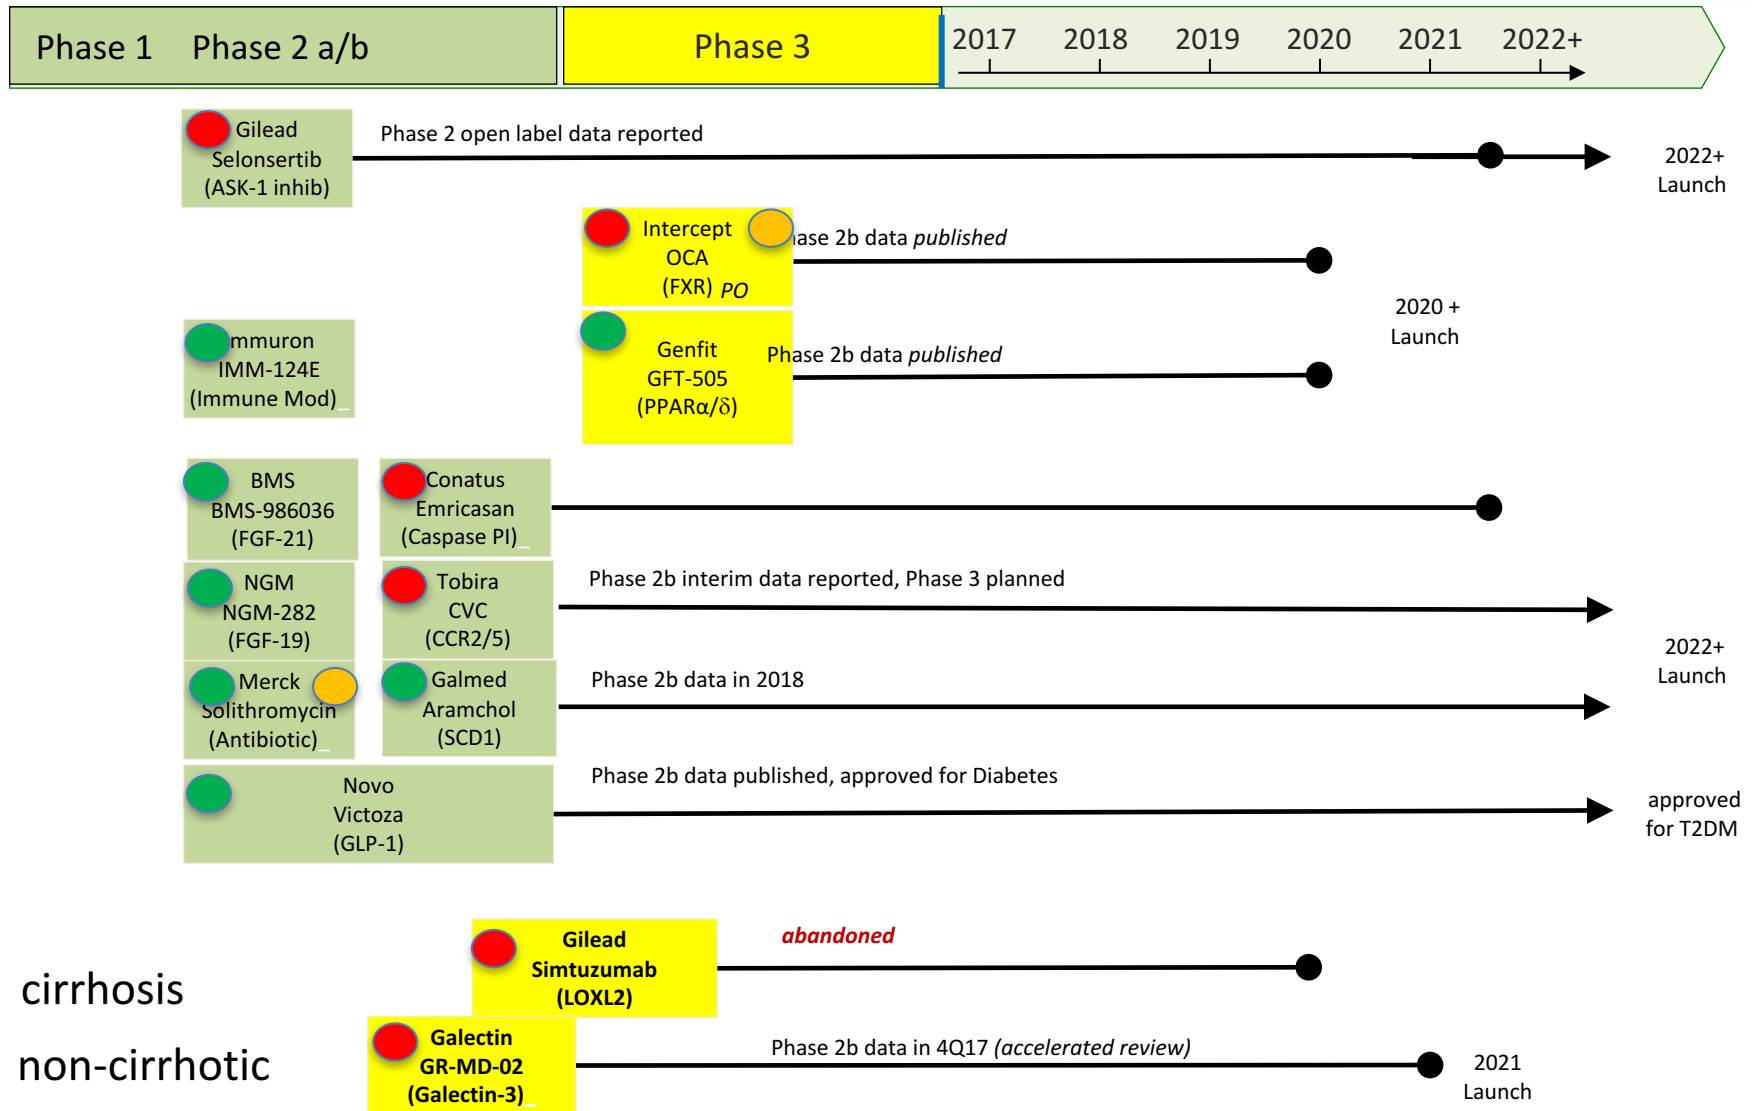 Phase 1 Phase 2 a/b Phase 3 2017 2018 2019 2020 2021 2022+
Gilead
Selonsertib
(ASK-1 inhib)
Phase 2 open label data reported
2022+
Launch
Intercept
OCA
(FXR) PO
hase 2b data published
2020 +
Launch
mmuron
IMM-124E
(Immune Mod)_
Genfit
GFT-505
(PPARα/δ)
Phase 2b data published
BMS
BMS-986036
(FGF-21)
Conatus
Emricasan
(Caspase PI)_
NGM
NGM-282
(FGF-19)
Tobira
CVC
(CCR2/5)
Phase 2b interim data reported, Phase 3 planned
2022+
Launch
Merck
Solithromycin
(Antibiotic)_
Galmed
Aramchol
(SCD1)
Phase 2b data in 2018
Novo
Victoza
(GLP-1)
Phase 2b data published, approved for Diabetes
approved
for T2DM
cirrhosis
Gilead
Simtuzumab
(LOXL2)
abandoned
non-cirrhotic
Galectin
GR-MD-02
(Galectin-3)_
Phase 2b data in 4Q17 (accelerated review)
2021
Launch